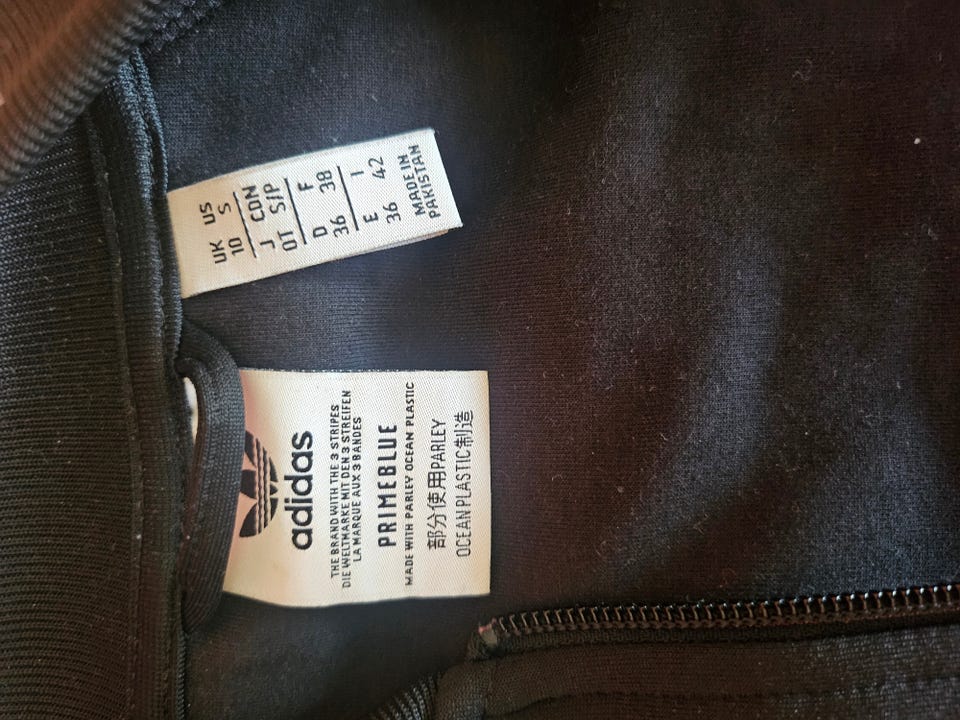 UK US
10 S
J CDN
OT S/P
D F
36 38
E I
36 42
MADE IN
PAKISTAN
adidas
THE BRAND WITH THE 3 STRIPES
DIE WELTMARKE MIT DEN 3 STREIFEN
LA MARQUE AUX 3 BANDES
PRIMEBLUE
MADE WITH PARLEY OCEAN PLASTIC
部分使用PARLEY
OCEAN PLASTIC制造